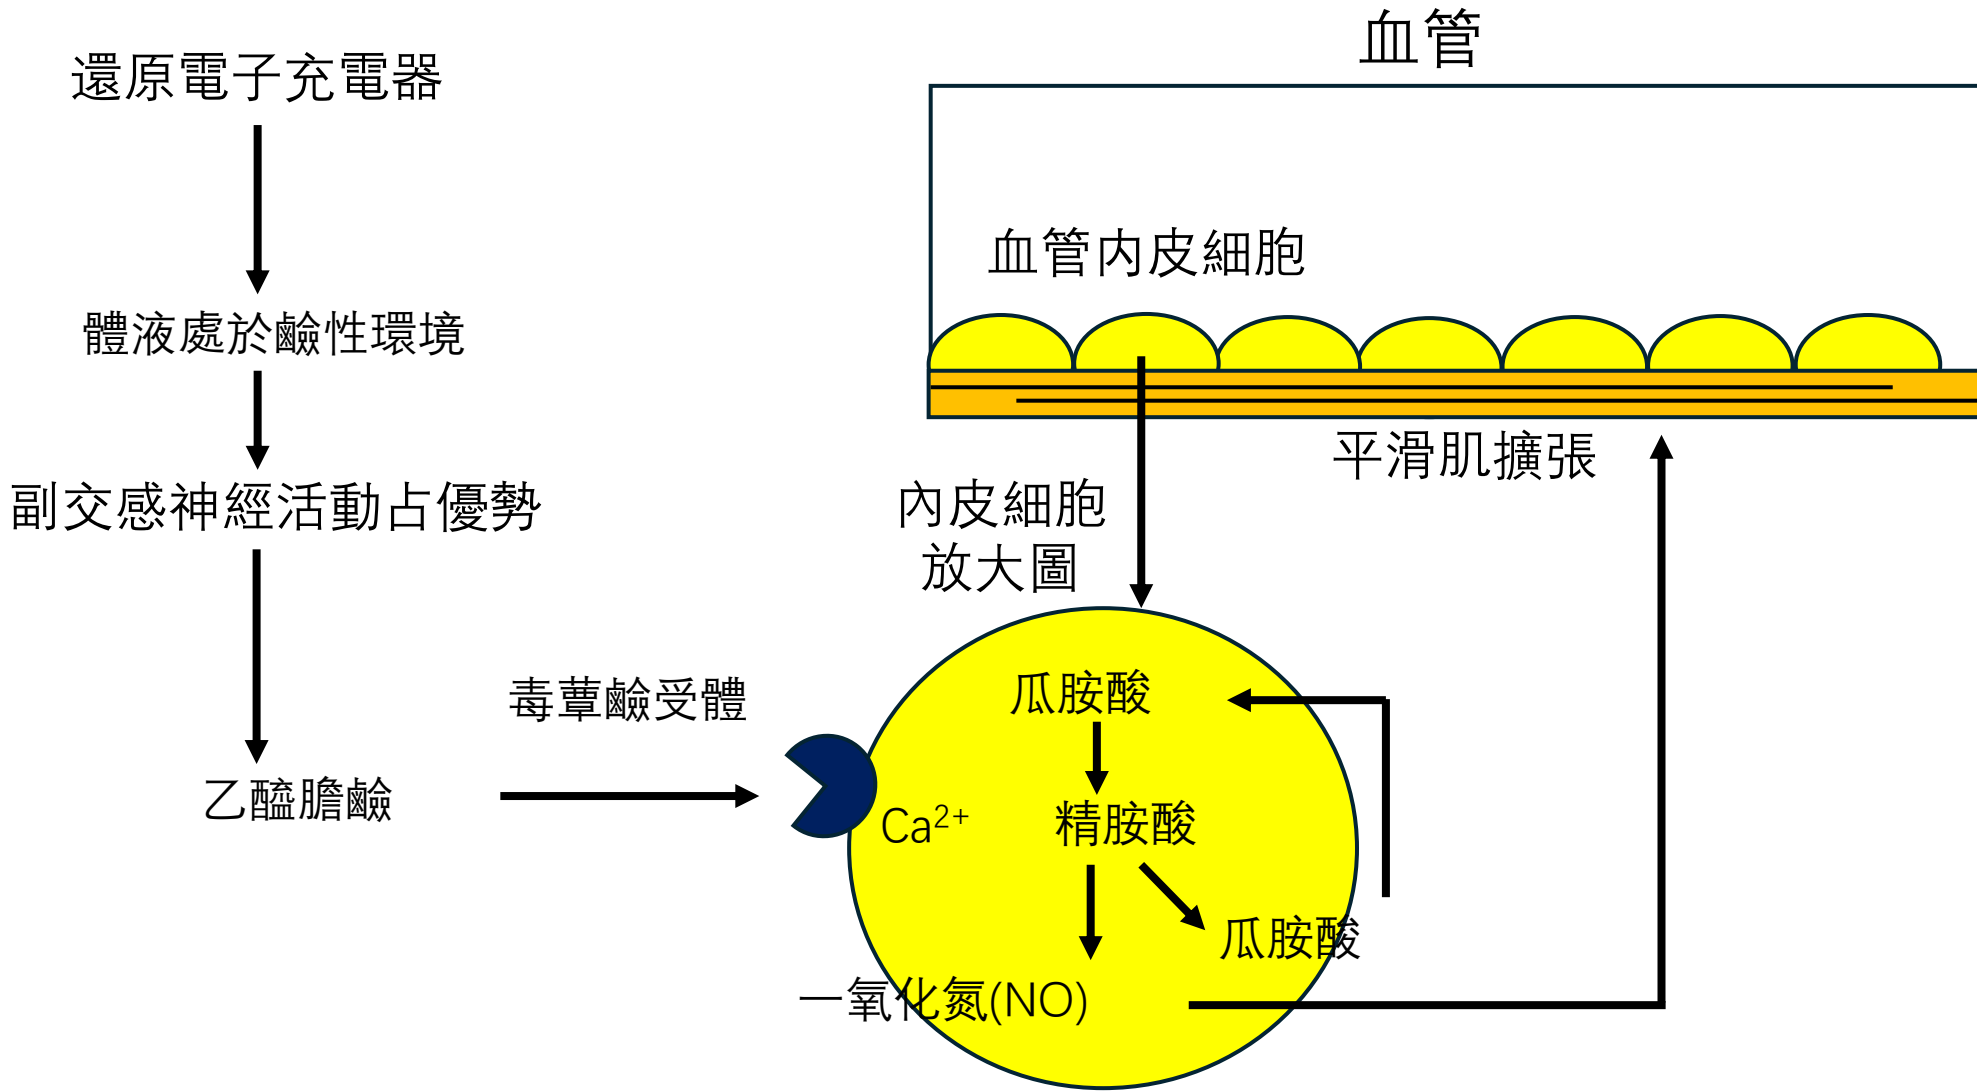 血管
還原電子充電器
血管内皮細胞
體液處於鹼性環境
平滑肌擴張
副交感神經活動占優勢
內皮細胞
放大圖
毒蕈鹼受體
瓜胺酸
乙醯膽鹼
Ca²⁺
精胺酸
瓜胺酸
一氧化氮(NO)